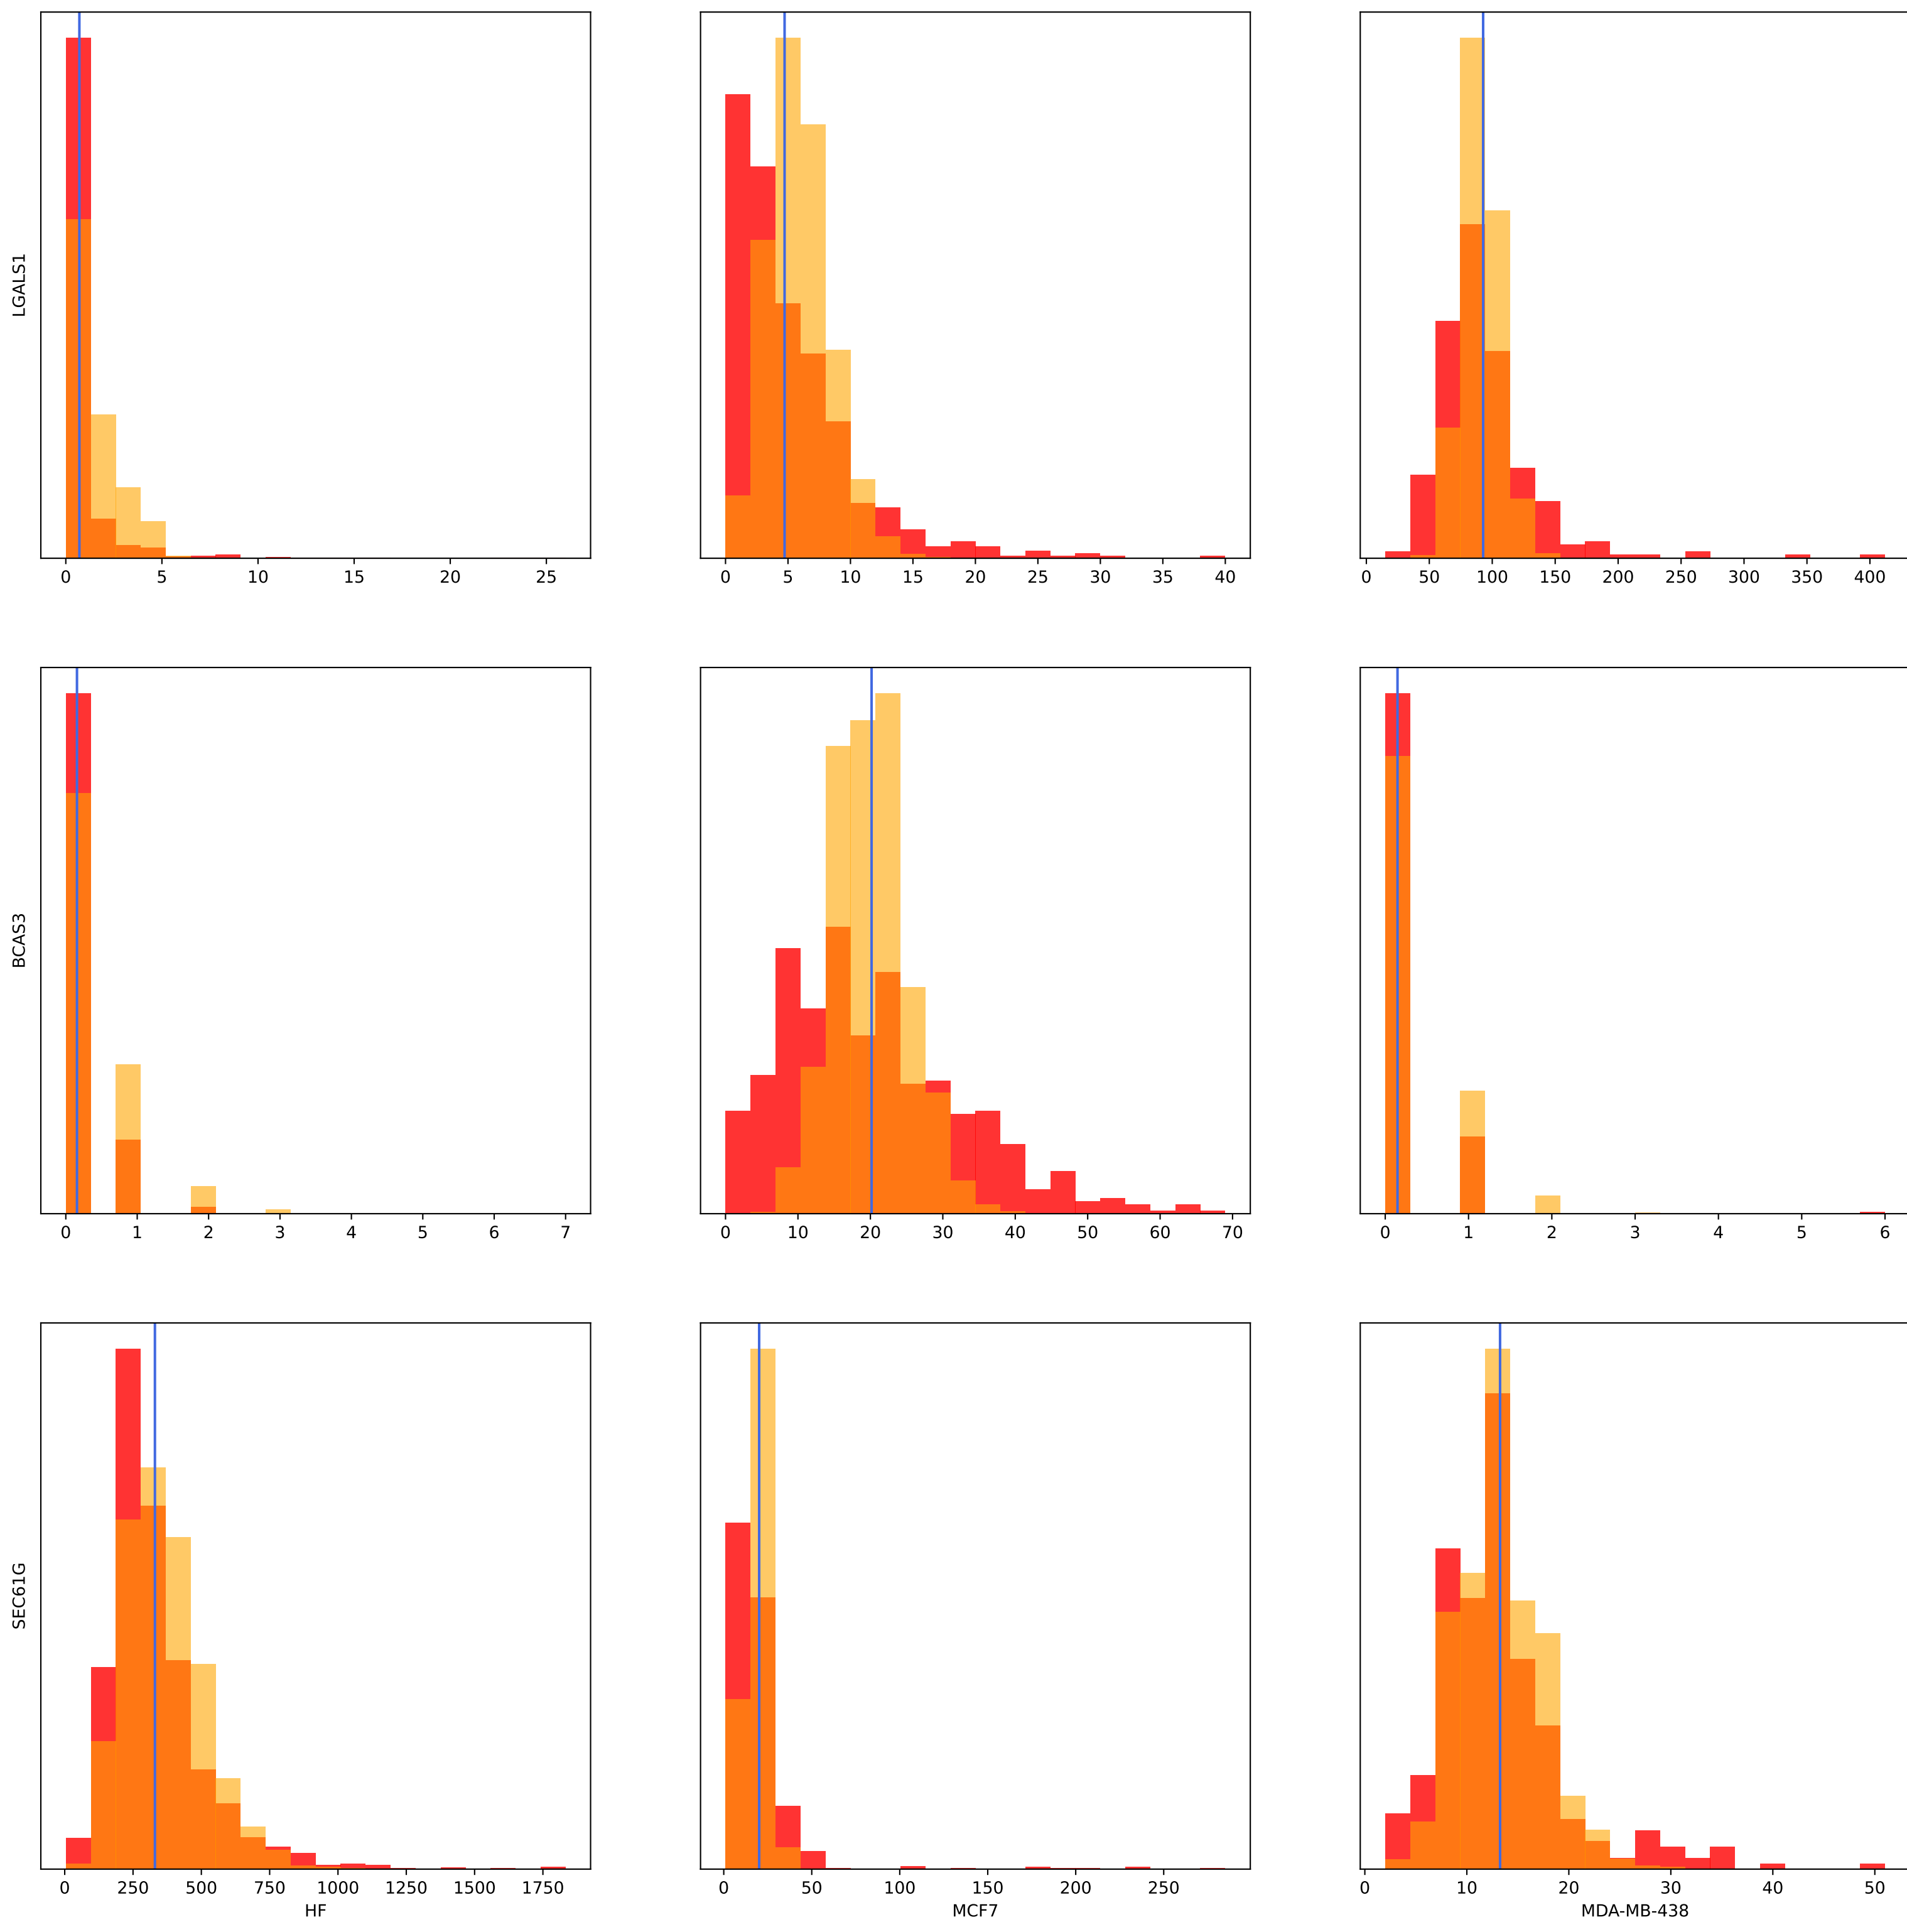 LGALS1
0 5 10 15 20 25
0 5 10 15 20 25 30 35 40
0 50 100 150 200 250 300 350 400
BCAS3
0 1 2 3 4 5 6 7
0 10 20 30 40 50 60 70
0 1 2 3 4 5 6
SEC61G
0 250 500 750 1000 1250 1500 1750
0 50 100 150 200 250
0 10 20 30 40 50
HF
MCF7
MDA-MB-438